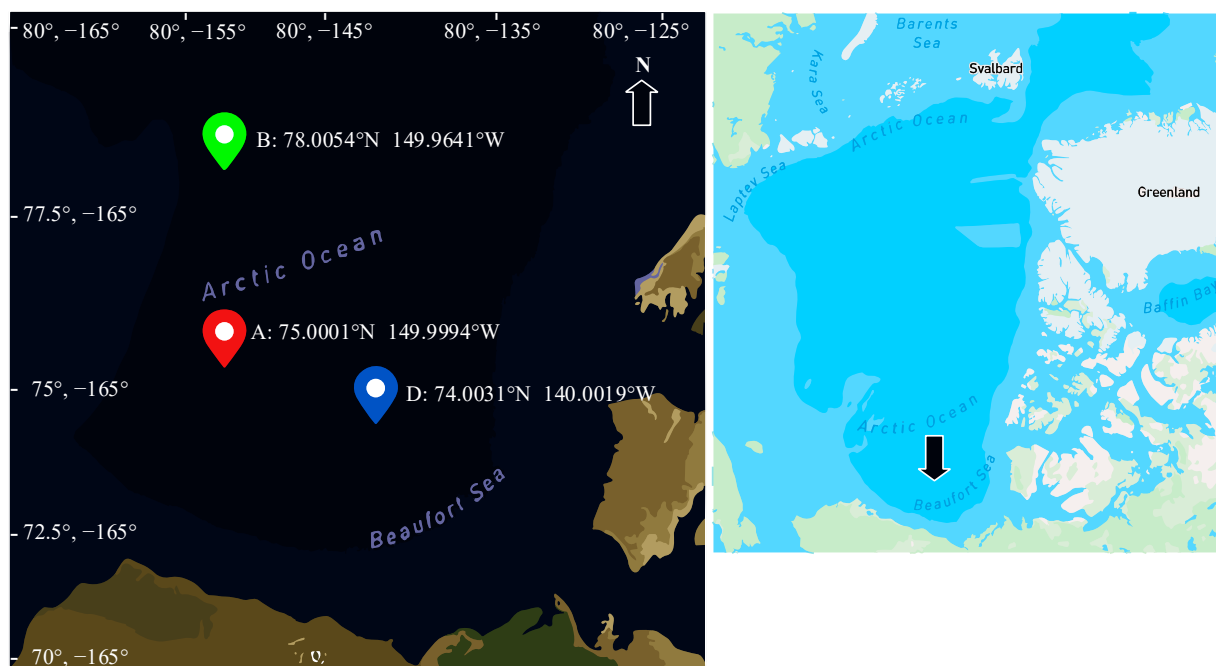 80°, −165°
80°, −155°
80°, −145°
80°, −135°
80°, −125°
N
B: 78.0054°N 149.9641°W
77.5°, −165°
Arctic Ocean
A: 75.0001°N 149.9994°W
75°, −165°
D: 74.0031°N 140.0019°W
Beaufort Sea
72.5°, −165°
70°, −165°
Barents
Sea
Kara Sea
Svalbard
Arctic Ocean
Laptev Sea
Greenland
Baffin Bay
Arctic Ocean
Beaufort Sea